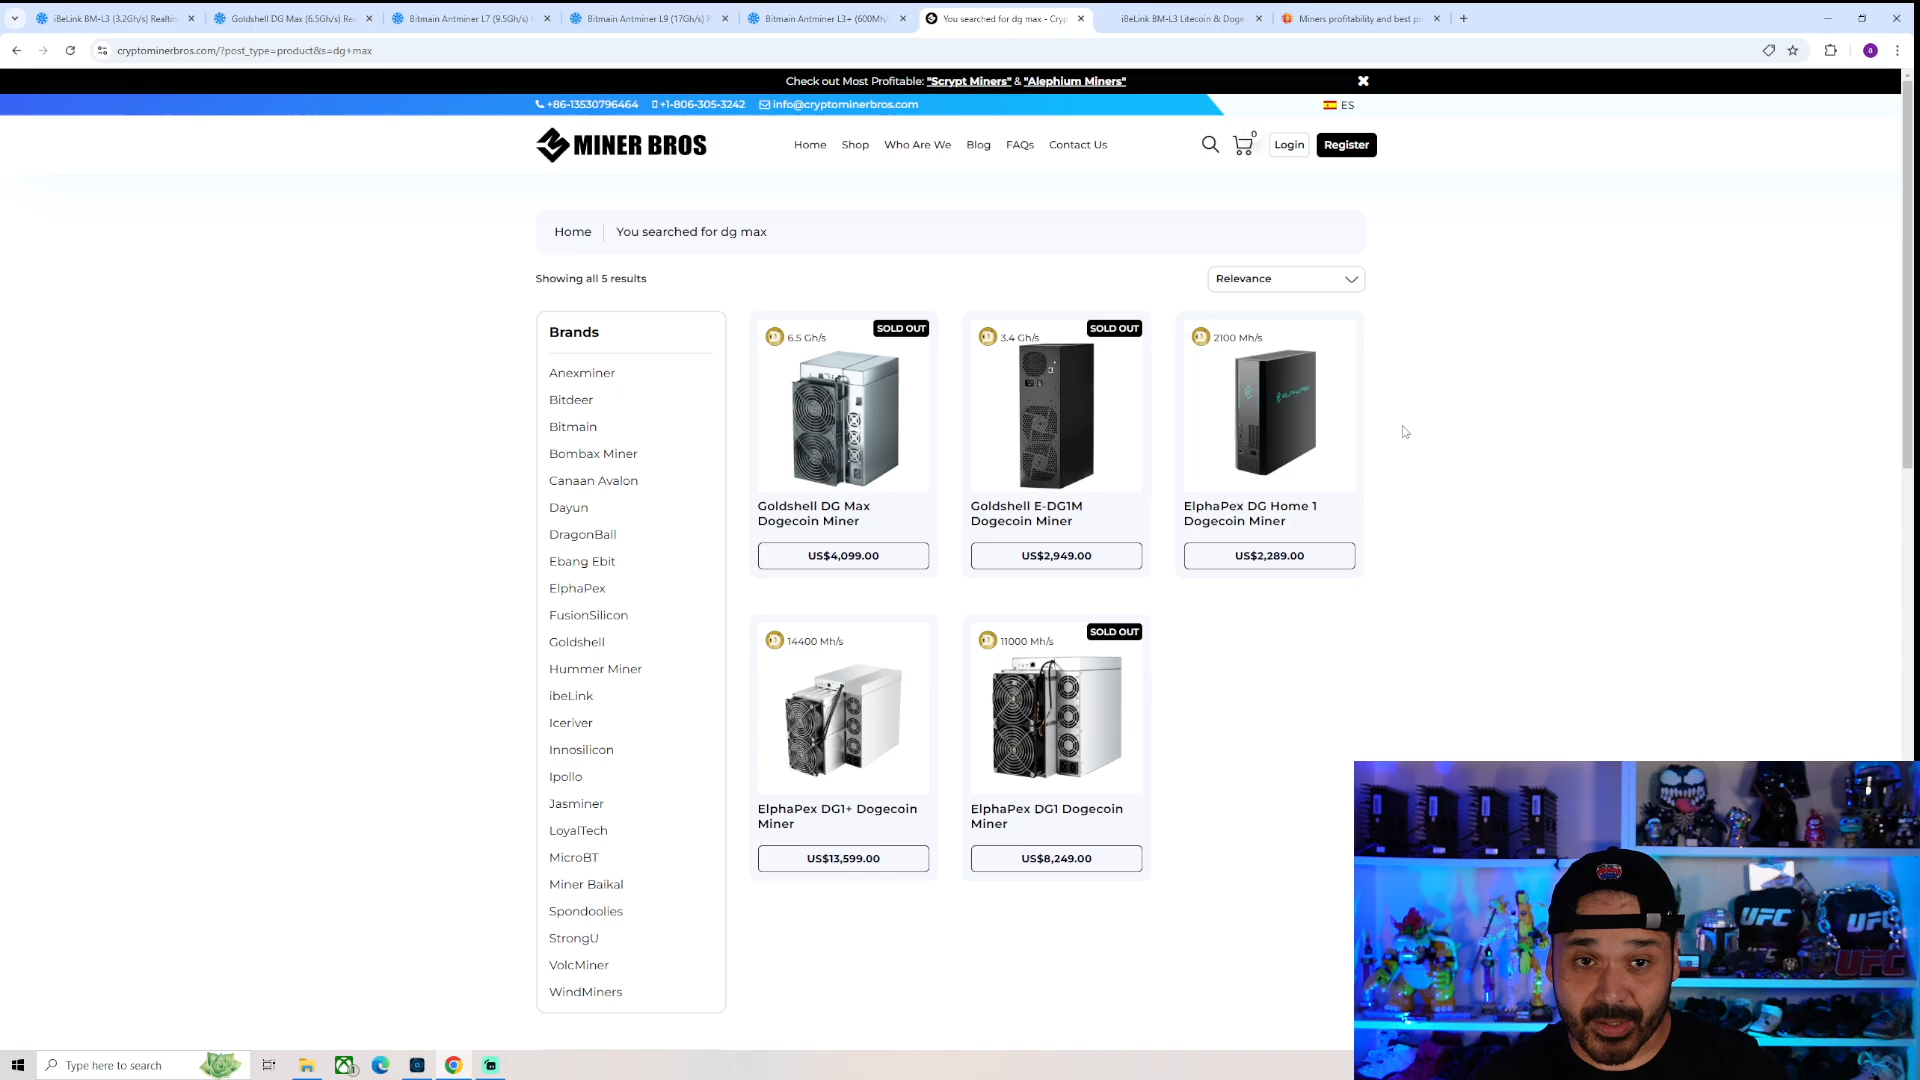 iBeLink BM-L3 (3.2Gh/s) Realtim
Goldshell DG Max (6.5Gh/s) Rea
Bitmain Antminer L7 (9.5Gh/s)
Bitmain Antminer L9 (17Gh/s) R
Bitmain Antminer L3+ (600Mh/
You searched for dg max - Cryp
iBeLink BM-L3 Litecoin & Doge
Miners profitability and best pr
cryptominerbros.com/?post_type=product&s=dg+max
a
Check out Most Profitable: "Scrypt Miners" & "Alephium Miners"
+86-13530796464
+1-806-305-3242
info@cryptominerbros.com
ES
MINER BROS
Home
Shop
Who Are We
Blog
FAQs
Contact Us
0
Login
Register
Home
You searched for dg max
Showing all 5 results
Relevance
Brands
Anexminer
Bitdeer
Bitmain
Bombax Miner
Canaan Avalon
Dayun
DragonBall
Ebang Ebit
ElphaPex
FusionSilicon
Goldshell
Hummer Miner
ibeLink
Iceriver
Innosilicon
Ipollo
Jasminer
LoyalTech
MicroBT
Miner Baikal
Spondoolies
StrongU
VolcMiner
WindMiners
6.5 Gh/s
SOLD OUT
Goldshell DG Max
Dogecoin Miner
US$4,099.00
3.4 Gh/s
SOLD OUT
Goldshell E-DG1M
Dogecoin Miner
US$2,949.00
2100 Mh/s
ELPHAPEX
ElphaPex DG Home 1
Dogecoin Miner
US$2,289.00
14400 Mh/s
ElphaPex DG1+ Dogecoin
Miner
US$13,599.00
11000 Mh/s
SOLD OUT
ElphaPex DG1 Dogecoin
Miner
US$8,249.00
UFC
UFC
UFC
Type here to search
1